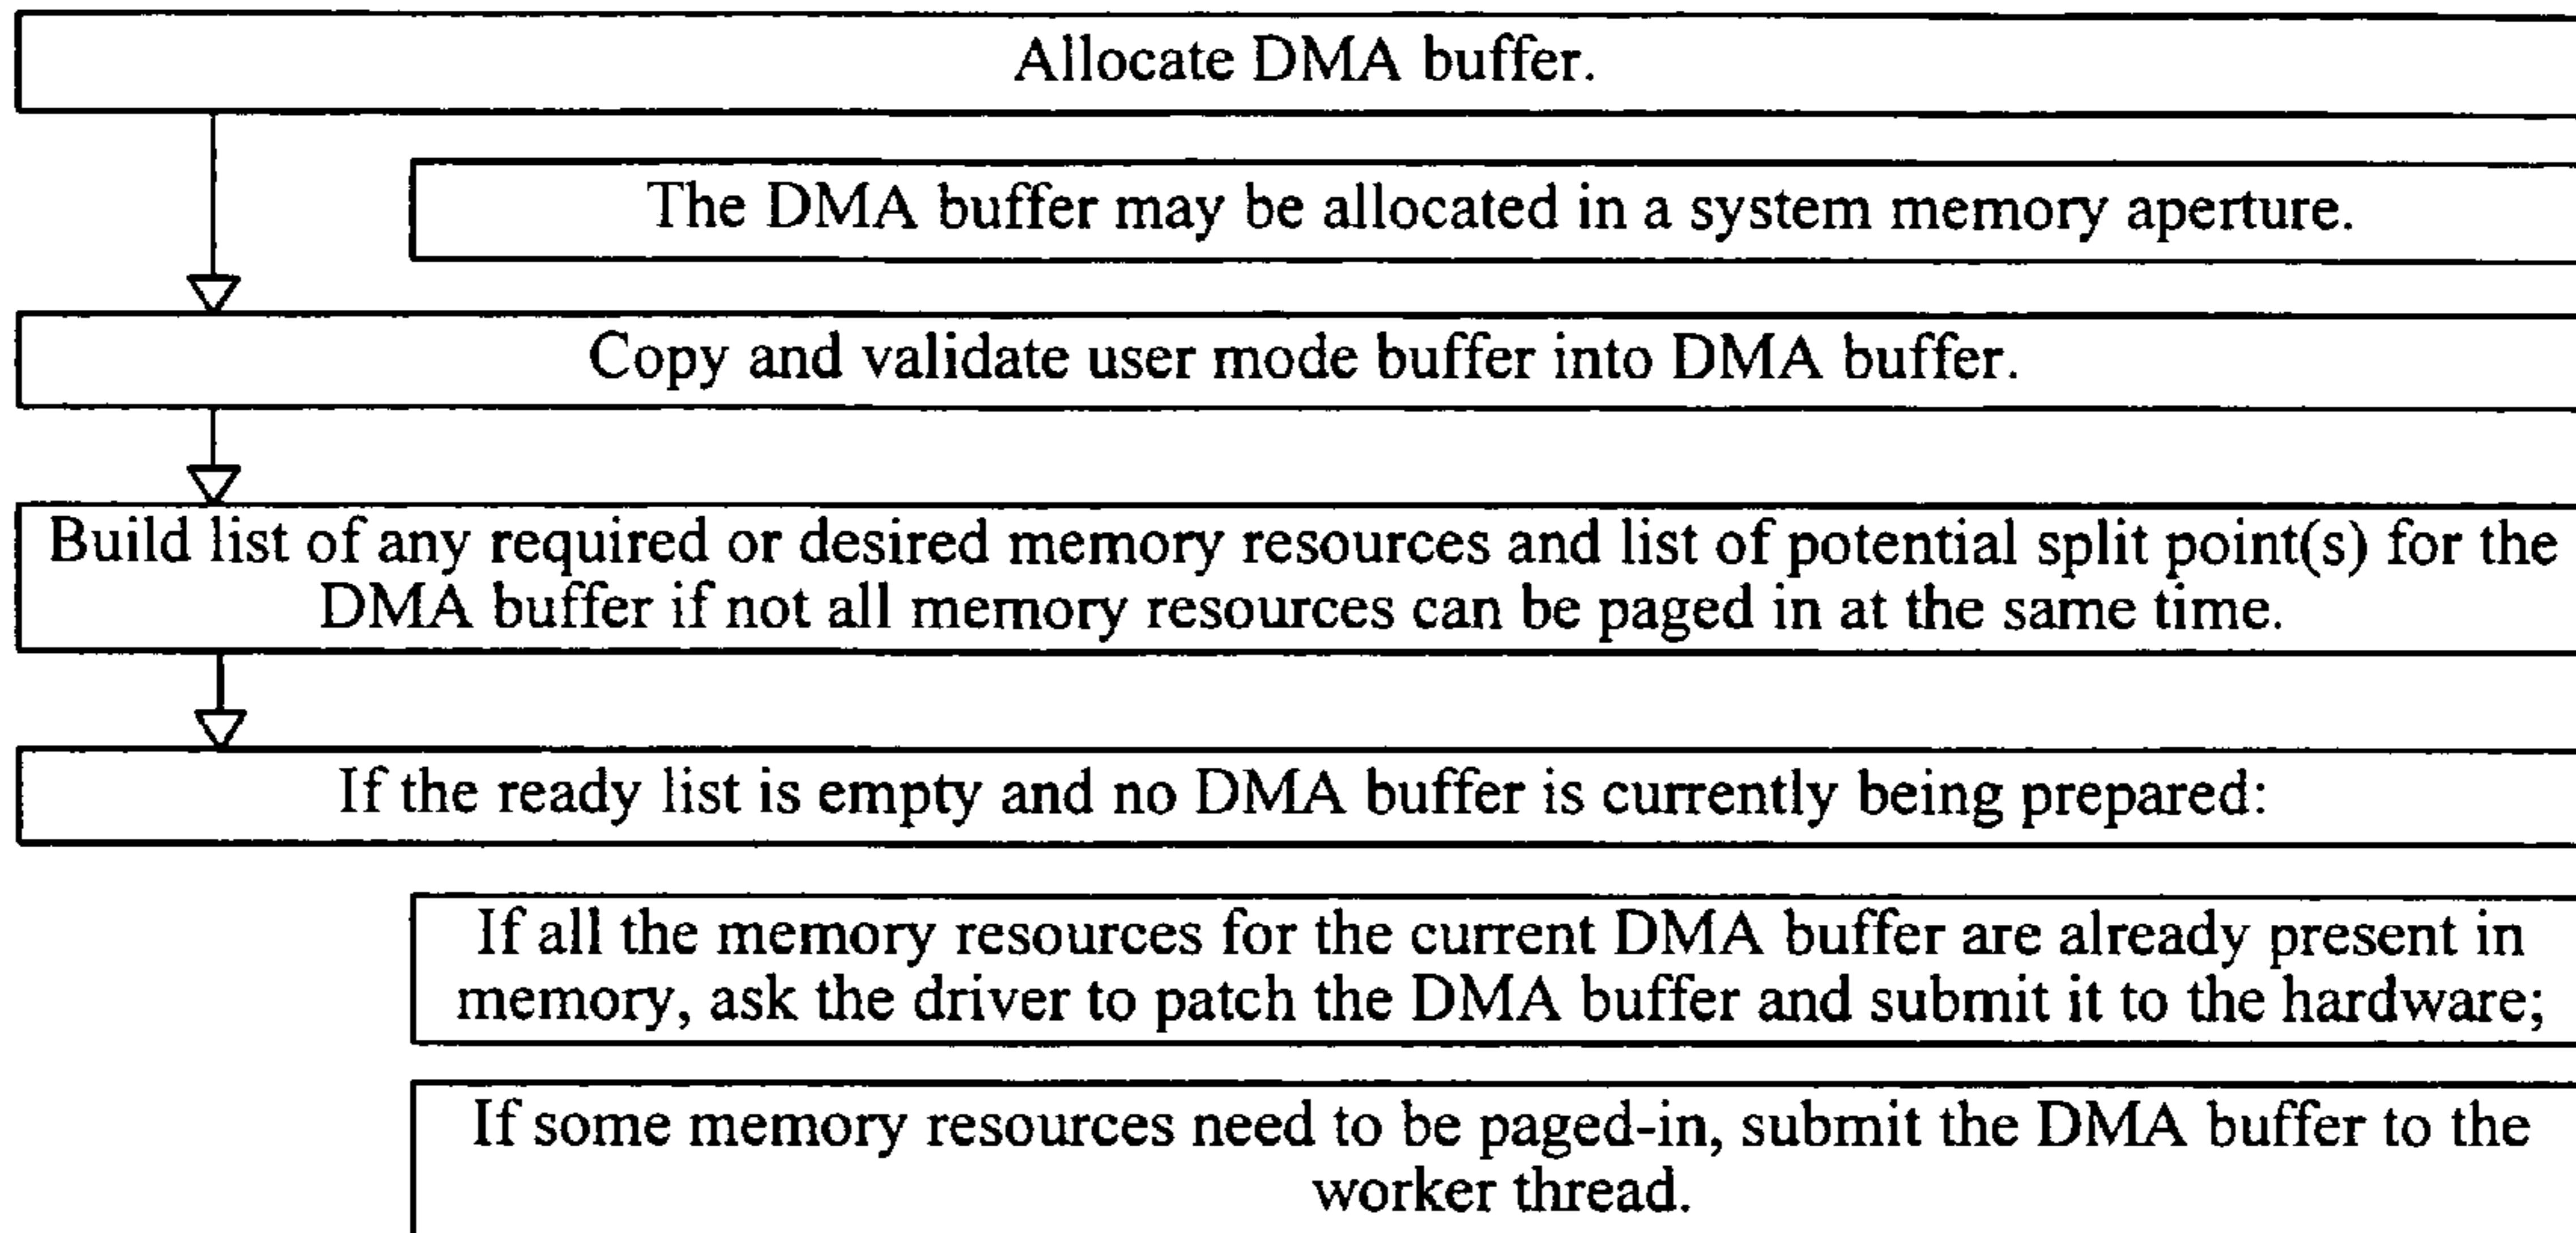 Allocate DMA buffer.
The DMA buffer may be allocated in a system memory aperture.
Copy and validate user mode buffer into DMA buffer.
Build list of any required or desired memory resources and list of potential split point(s) for the
DMA buffer if not all memory resources can be paged in at the same time.
If the ready list is empty and no DMA buffer is currently being prepared:
If all the memory resources for the current DMA buffer are already present in
memory, ask the driver to patch the DMA buffer and submit it to the hardware;
If some memory resources need to be paged-in, submit the DMA buffer to the
worker thread.